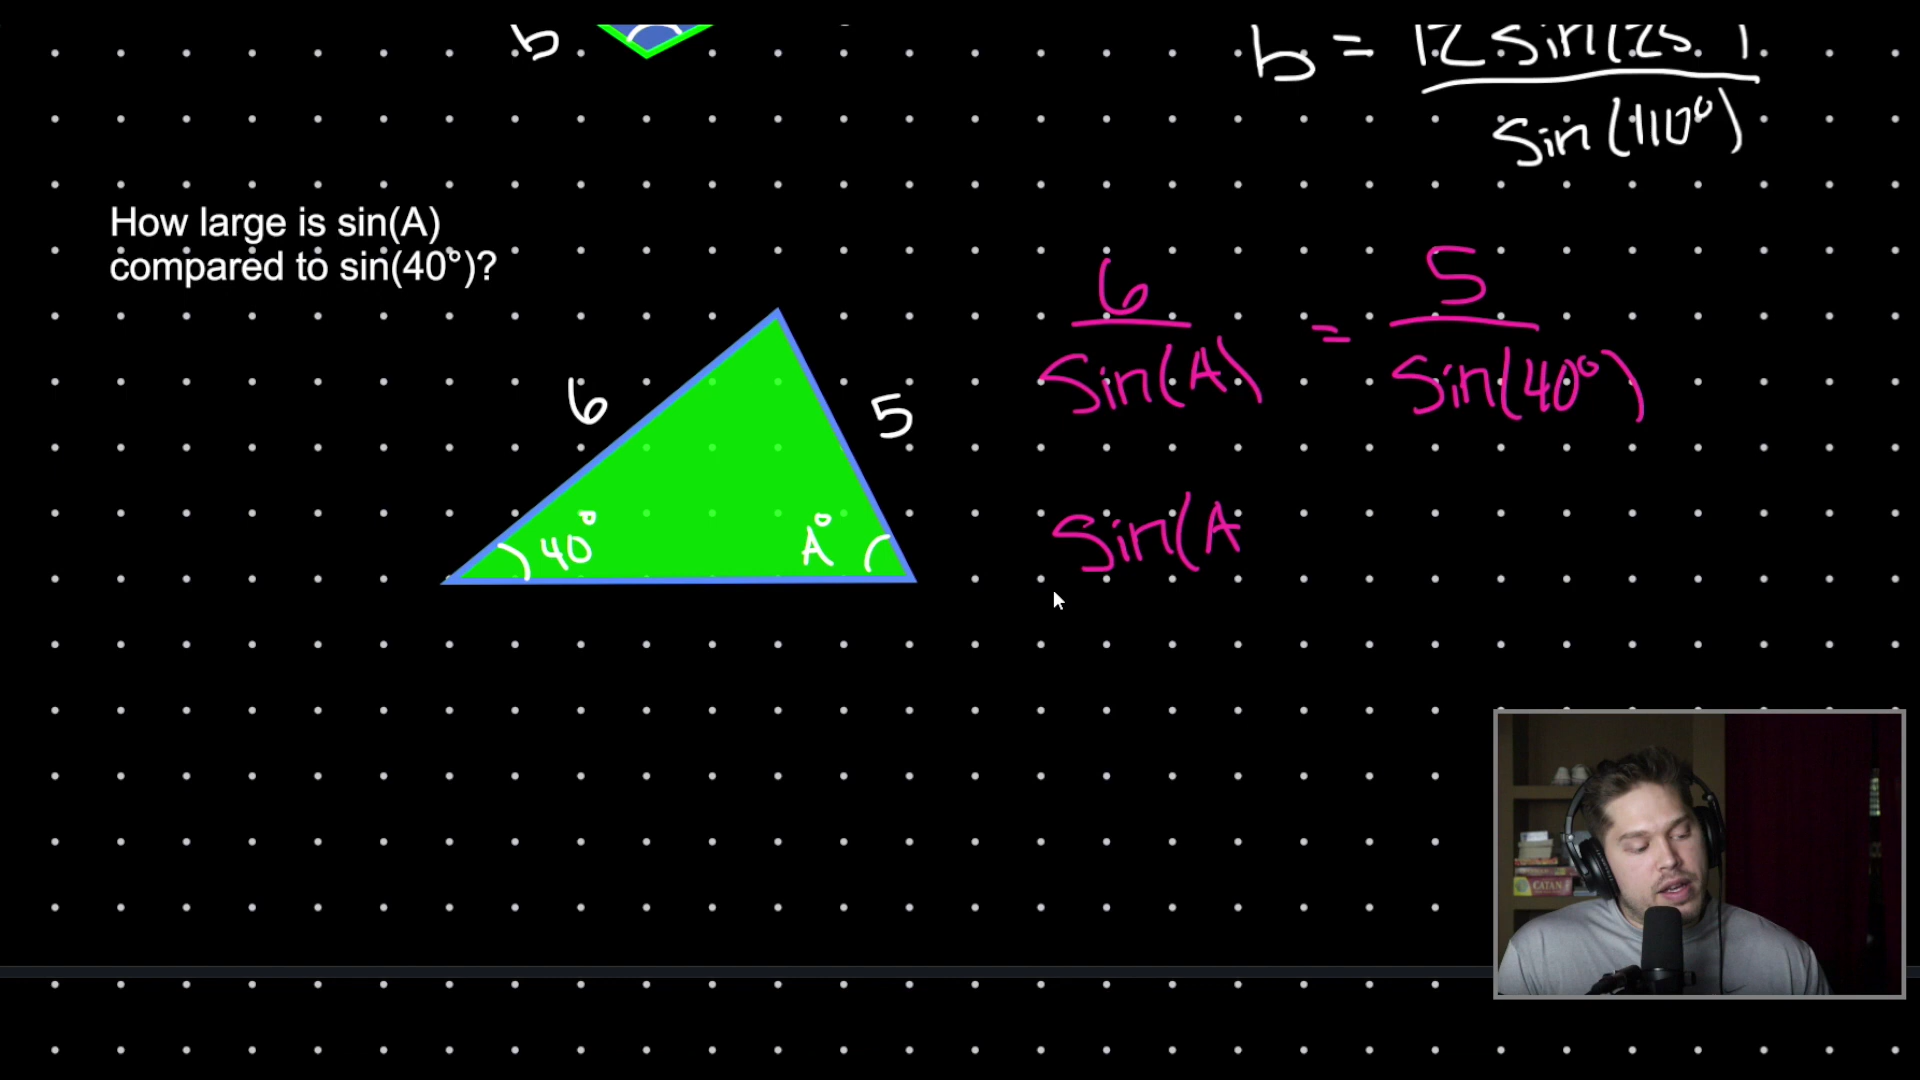 b
b = 12 sin(25°)
sin(110°)
How large is sin(A)
compared to sin(40°)?
6 = 5
sin(A) sin(40°)
6
5
40°
A°
sin(A
CATAN